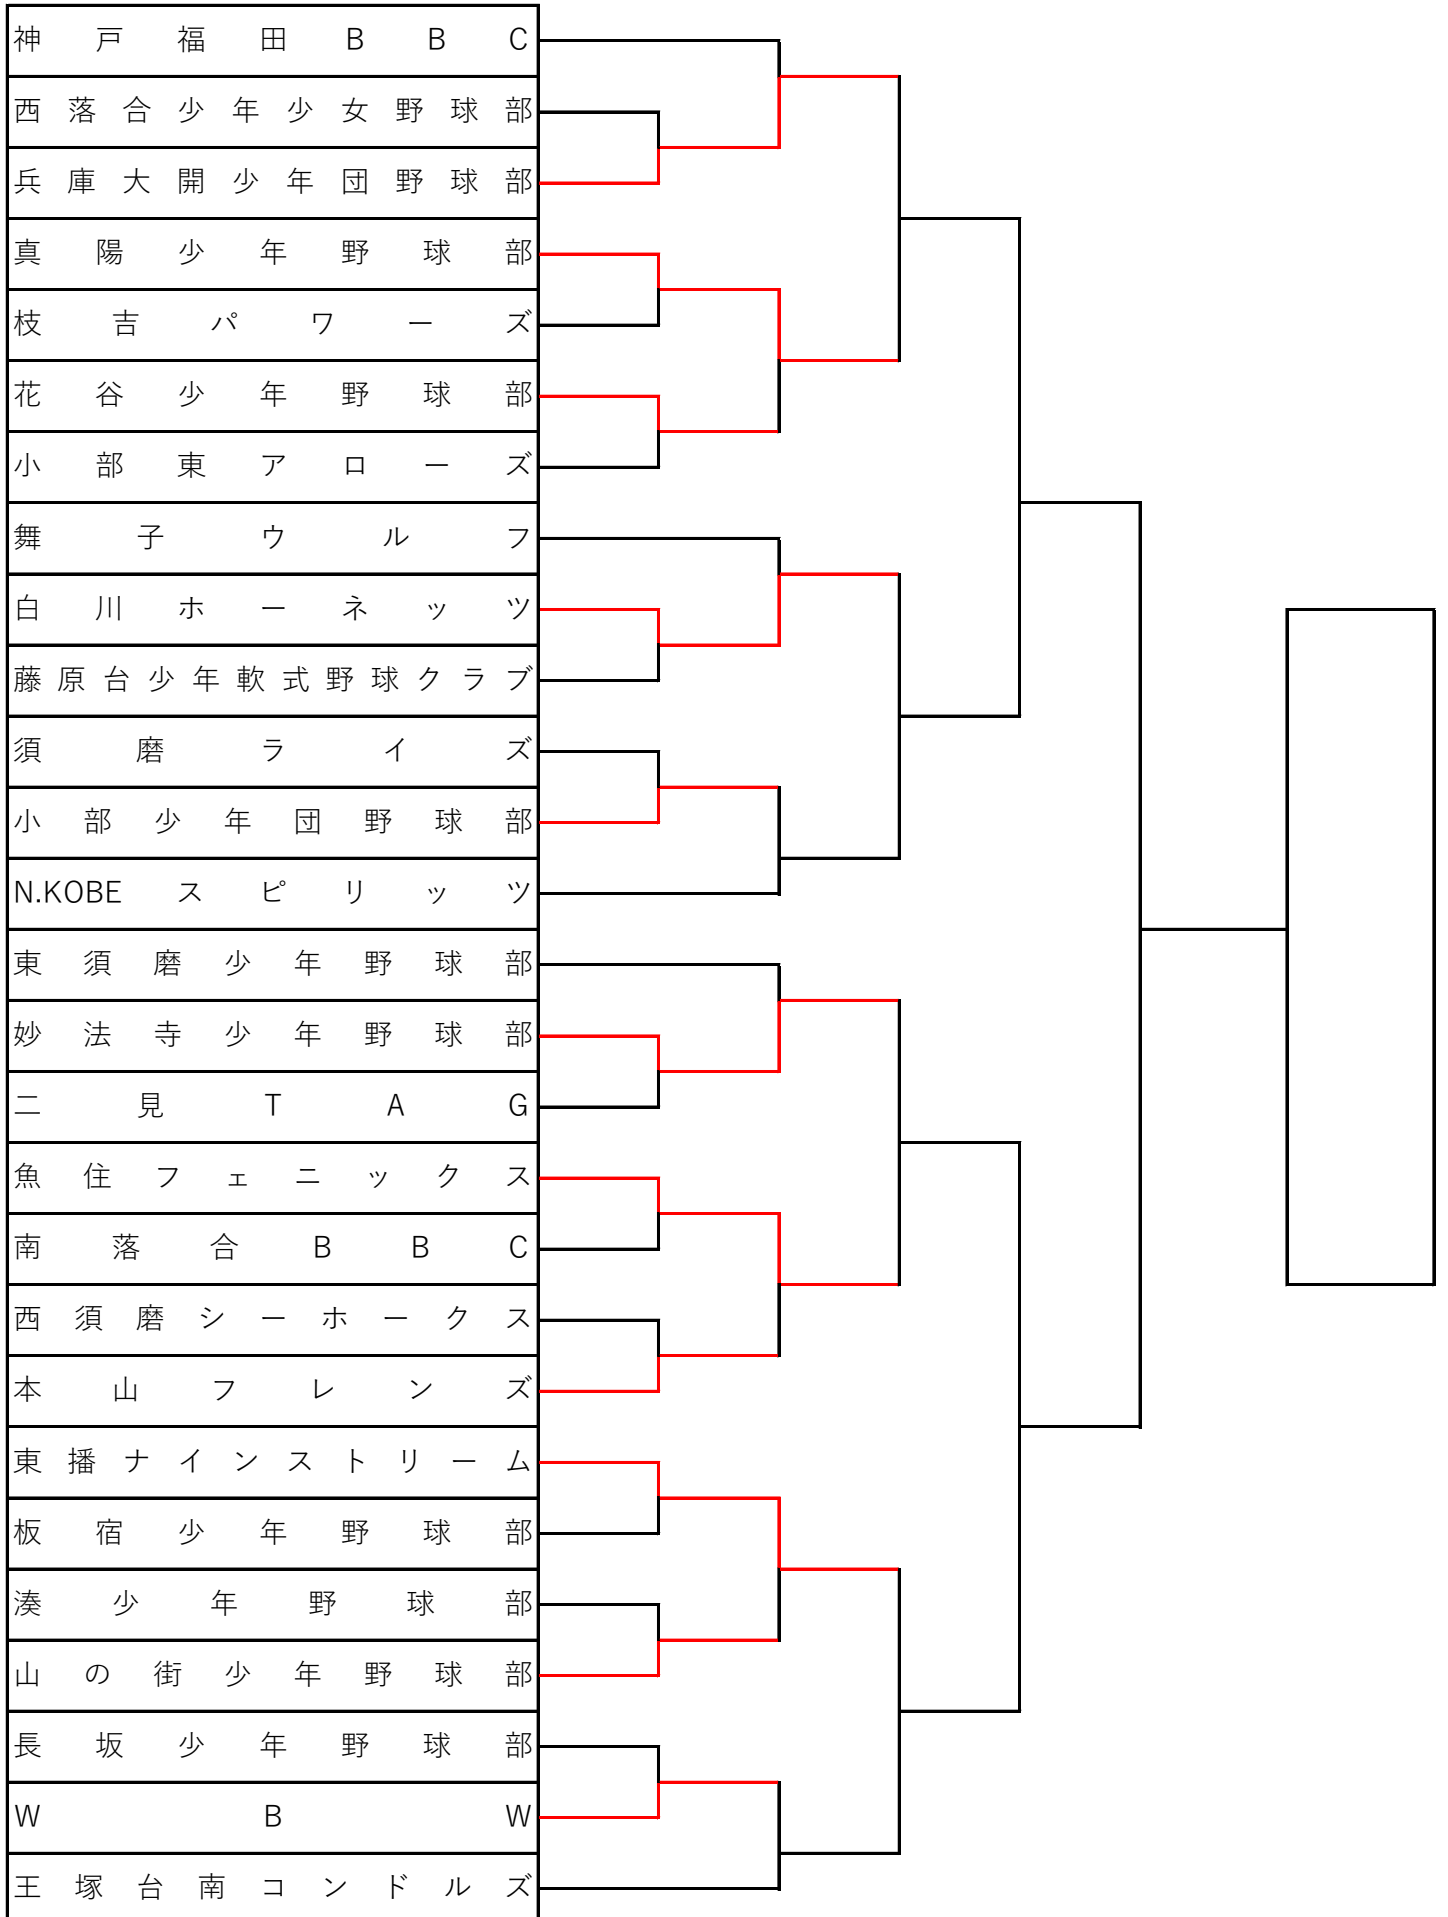 神戸福田BBC
西落合少年少女野球部
兵庫大開少年団野球部
真陽少年野球部
枝吉パワーズ
花谷少年野球部
小部東アローズ
舞子ウルフ
白川ホーネッツ
藤原台少年軟式野球クラブ
須磨ライズ
小部少年団野球部
N.KOBEスピリッツ
東須磨少年野球部
妙法寺少年野球部
二見TAG
魚住フェニックス
南落合BBC
西須磨シーホークス
本山フレンズ
東播ナインストリーム
板宿少年野球部
湊少年野球部
山の街少年野球部
長坂少年野球部
WBW
王塚台南コンドルズ